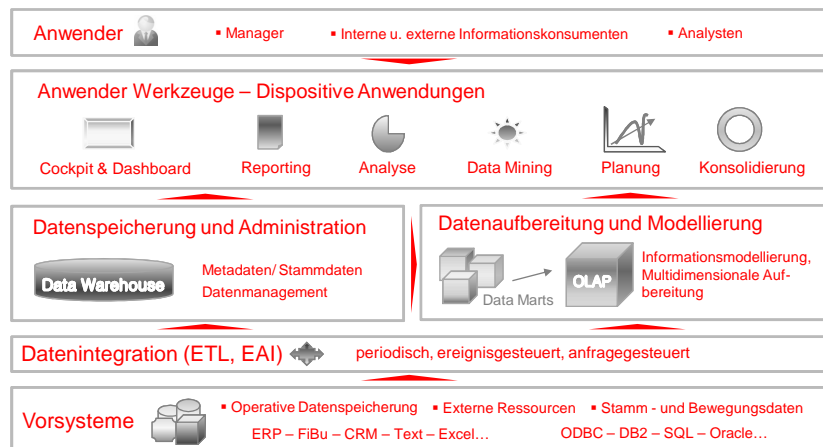 Anwender
▪ Manager
▪ Interne u. externe Informationskonsumenten
▪ Analysten
Anwender Werkzeuge – Dispositive Anwendungen
Cockpit & Dashboard
Reporting
Analyse
Data Mining
Planung
Konsolidierung
Datenspeicherung und Administration
Data Warehouse
Metadaten/ Stammdaten
Datenmanagement
Datenaufbereitung und Modellierung
Data Marts
OLAP
Informationsmodellierung,
Multidimensionale Auf-
bereitung
Datenintegration (ETL, EAI)
periodisch, ereignisgesteuert, anfragegesteuert
Vorsysteme
▪ Operative Datenspeicherung
▪ Externe Ressourcen
▪ Stamm - und Bewegungsdaten
ERP – FiBu – CRM – Text – Excel…
ODBC – DB2 – SQL – Oracle…